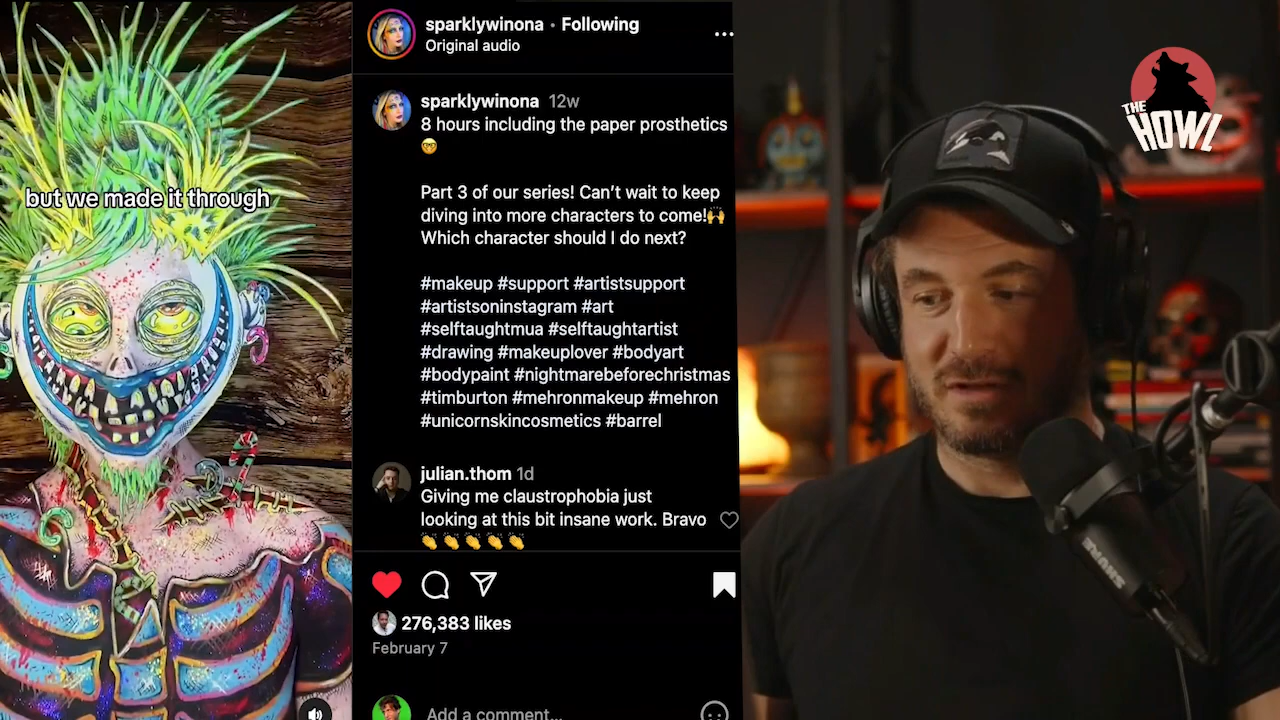 but we made it through
sparklywinona • Following
Original audio
sparklywinona 12w
8 hours including the paper prosthetics
🤓
Part 3 of our series! Can't wait to keep
diving into more characters to come!🙌
Which character should I do next?
#makeup #support #artistsupport
#artistsoninstagram #art
#selftaughtmua #selftaughtartist
#drawing #makeuplover #bodyart
#bodypaint #nightmarebeforechristmas
#timburton #mehronmakeup #mehron
#unicornskincosmetics #barrel
julian.thom 1d
Giving me claustrophobia just
looking at this bit insane work. Bravo
👏 👏 👏 👏 👏
276,383 likes
February 7
Add a comment...
THE
HOWL
SHURE